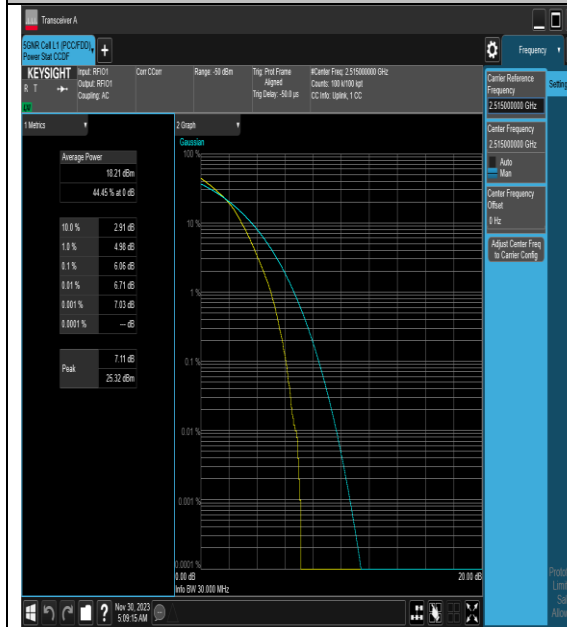 Transceiver A
5GNR Cell L1 (PCC/FDD),
Power Stat CCDF
Frequency
KEYSIGHT
R T
Input: RFIO1
Output: RFIO1
Coupling: AC
Corr CCorr
Range: -50 dBm
Trig: Prot Frame
Aligned
Trig Delay: -50.0 µs
#Center Freq: 2.515000000 GHz
Counts: 100 k/100 kpt
CC Info: Uplink, 1 CC
1 Metrics
Average Power
18.21 dBm
44.45 % at 0 dB
10.0 % 2.91 dB
1.0 % 4.98 dB
0.1 % 6.06 dB
0.01 % 6.71 dB
0.001 % 7.03 dB
0.0001 % --- dB
Peak 7.11 dB
25.32 dBm
2 Graph
Gaussian
100 %
10 %
1 %
0.1 %
0.01 %
0.001 %
0.0001 %
0.00 dB 20.00 dB
Info BW 30.000 MHz
Carrier Reference
Frequency
2.515000000 GHz
Center Frequency
2.515000000 GHz
Auto
Man
Center Frequency
Offset
0 Hz
Adjust Center Freq
to Carrier Config
Nov 30, 2023
5:09:15 AM